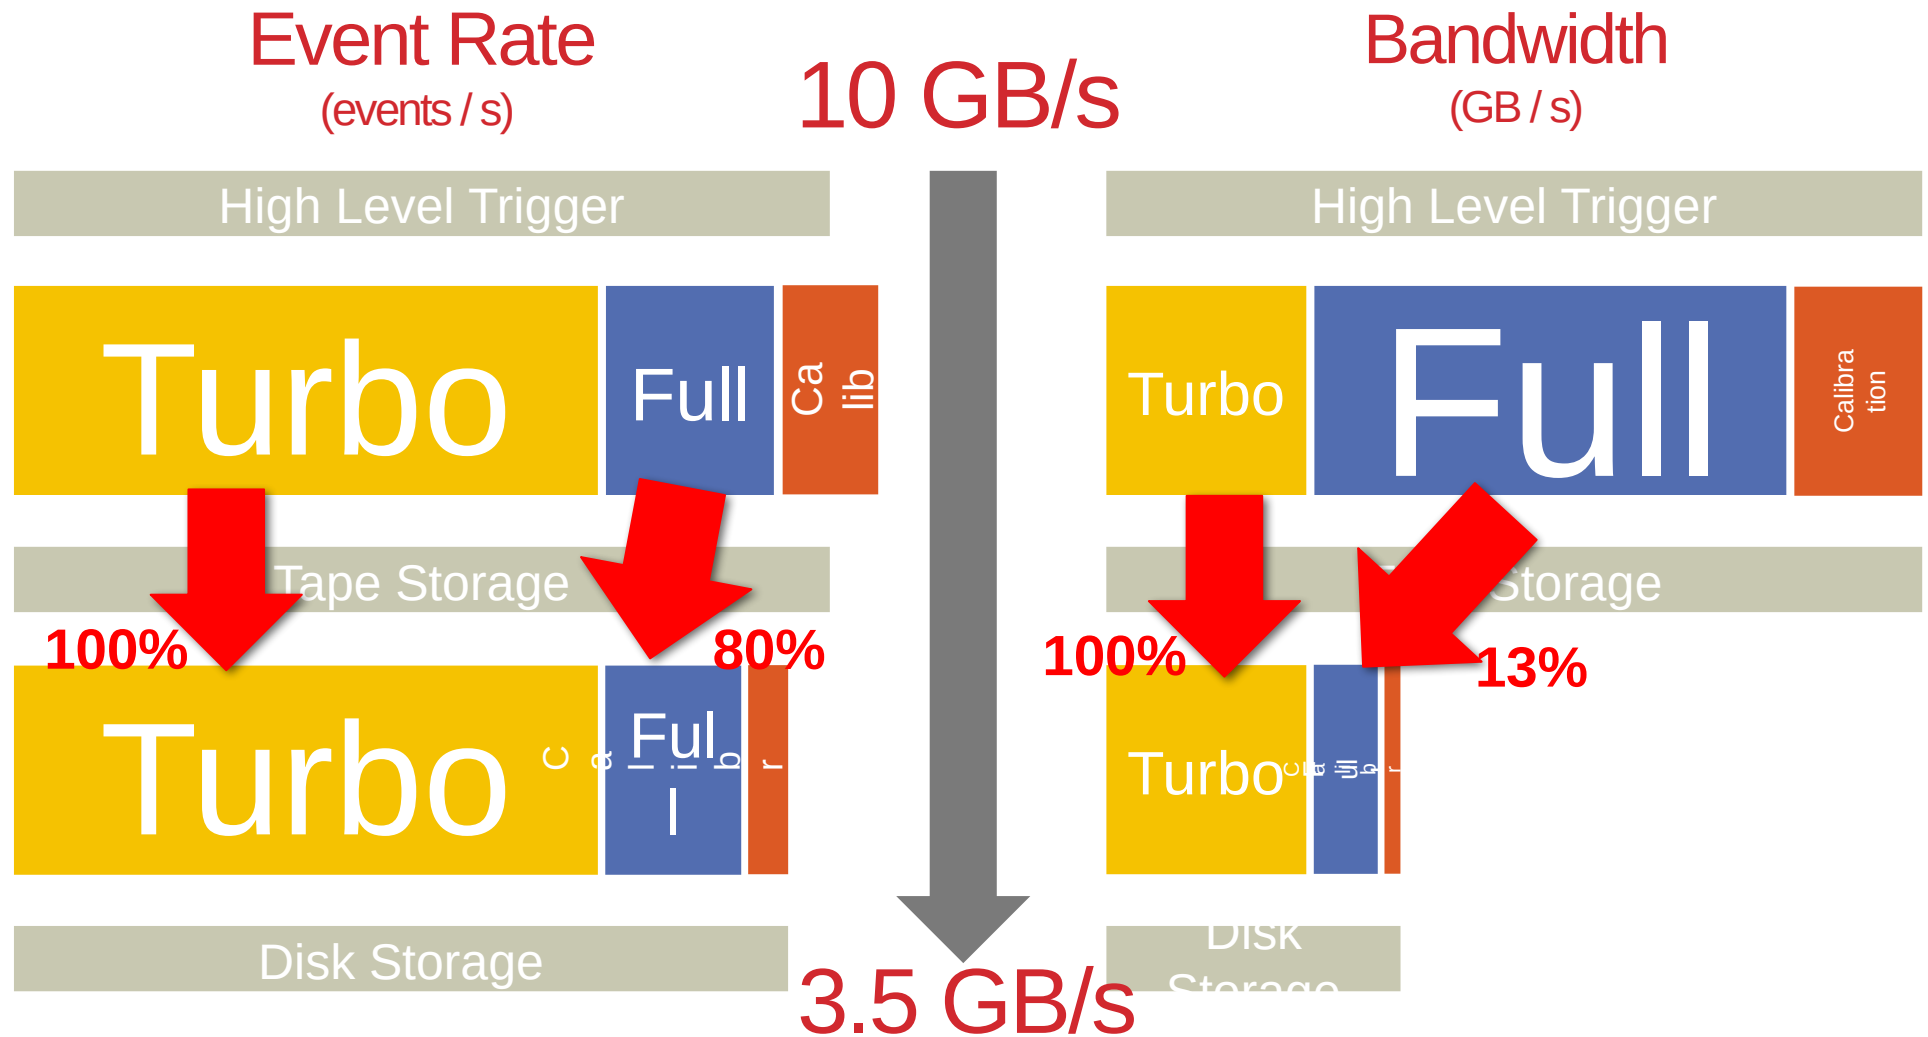 Event Rate
(events / s)
10 GB/s
Bandwidth
(GB / s)
High Level Trigger
High Level Trigger
Turbo
Full
Ca
lib
Turbo
Full
Calibra
tion
Tape Storage
Storage
100%
80%
100%
13%
Turbo
Ful
l
C
a
l
i
b
r
Turbo
Disk Storage
Disk
Storage
3.5 GB/s